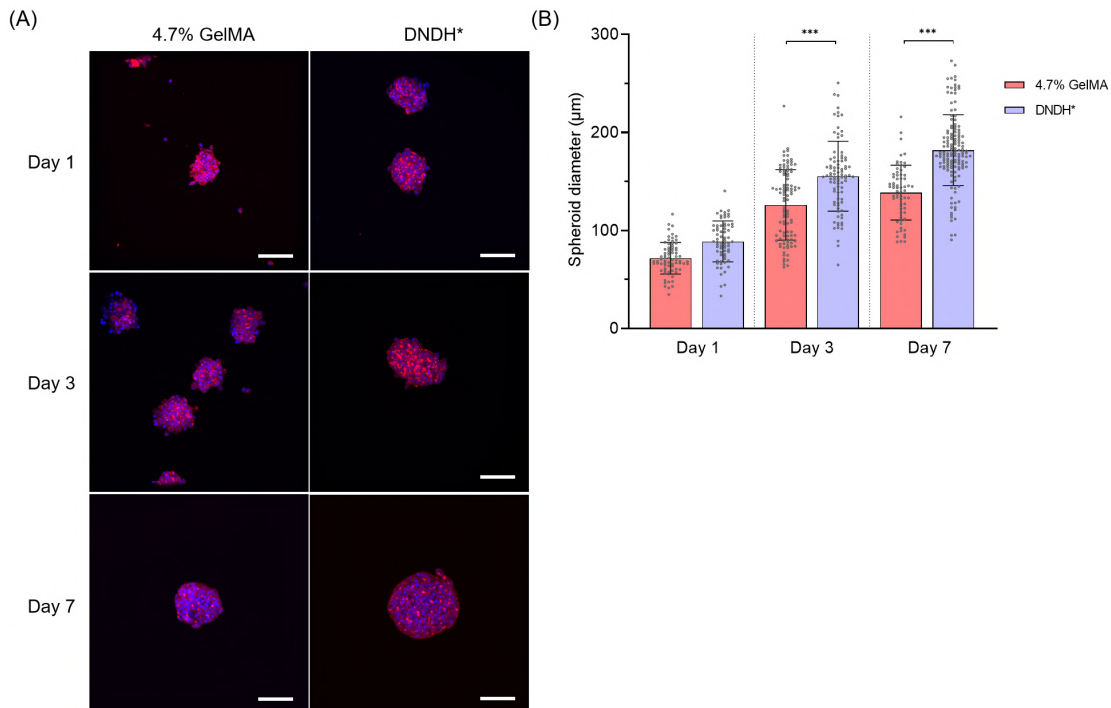 (A)
4.7% GelMA
DNDH*
Day 1
Day 3
Day 7
(B)
Spheroid diameter (µm)
300
200
100
0
***
***
Day 1
Day 3
Day 7
4.7% GelMA
DNDH*